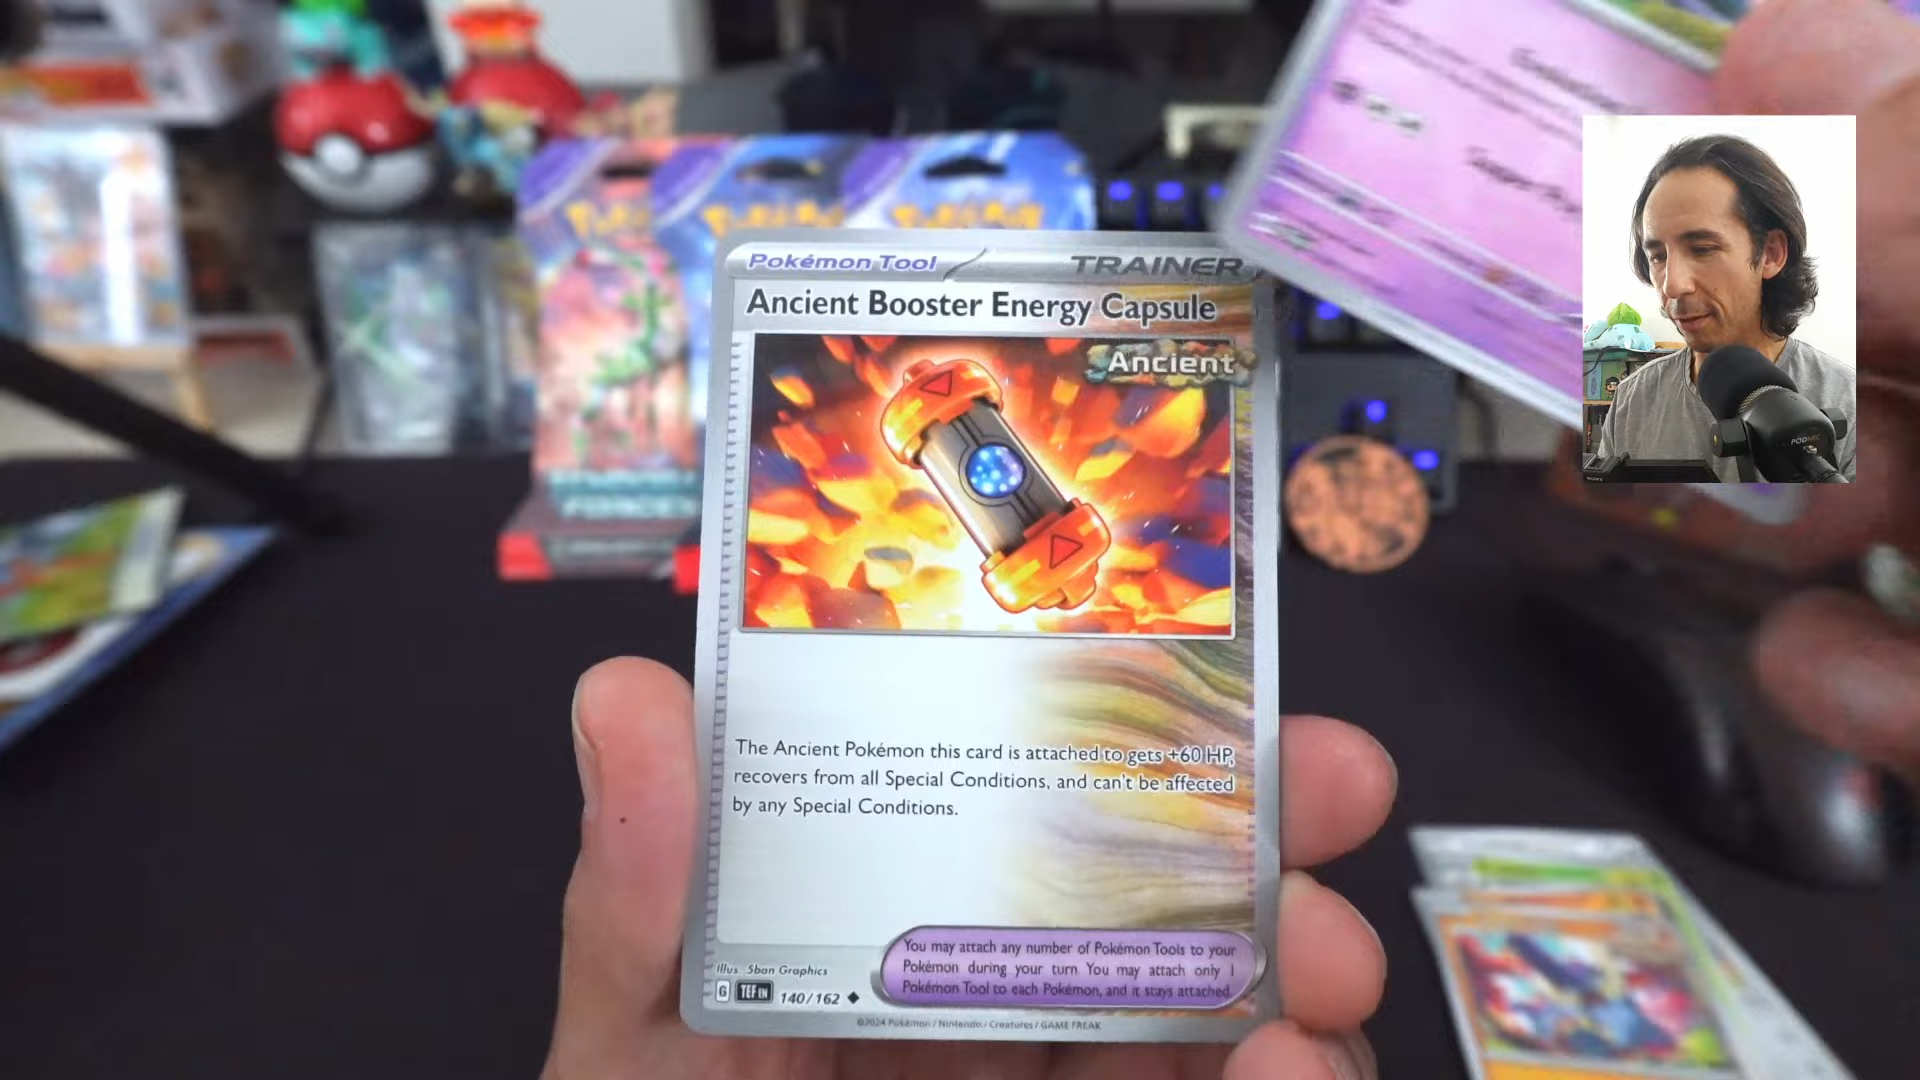 Pokémon Tool
TRAINER
Ancient Booster Energy Capsule
Ancient
The Ancient Pokémon this card is attached to gets +60 HP,
recovers from all Special Conditions, and can't be affected
by any Special Conditions.
You may attach any number of Pokémon Tools to your
Pokémon during your turn. You may attach only 1
Pokémon Tool to each Pokémon, and it stays attached.
Illus. 5ban Graphics
G TEF EN 140/162
©2024 Pokémon / Nintendo / Creatures / GAME FREAK
PODMIC